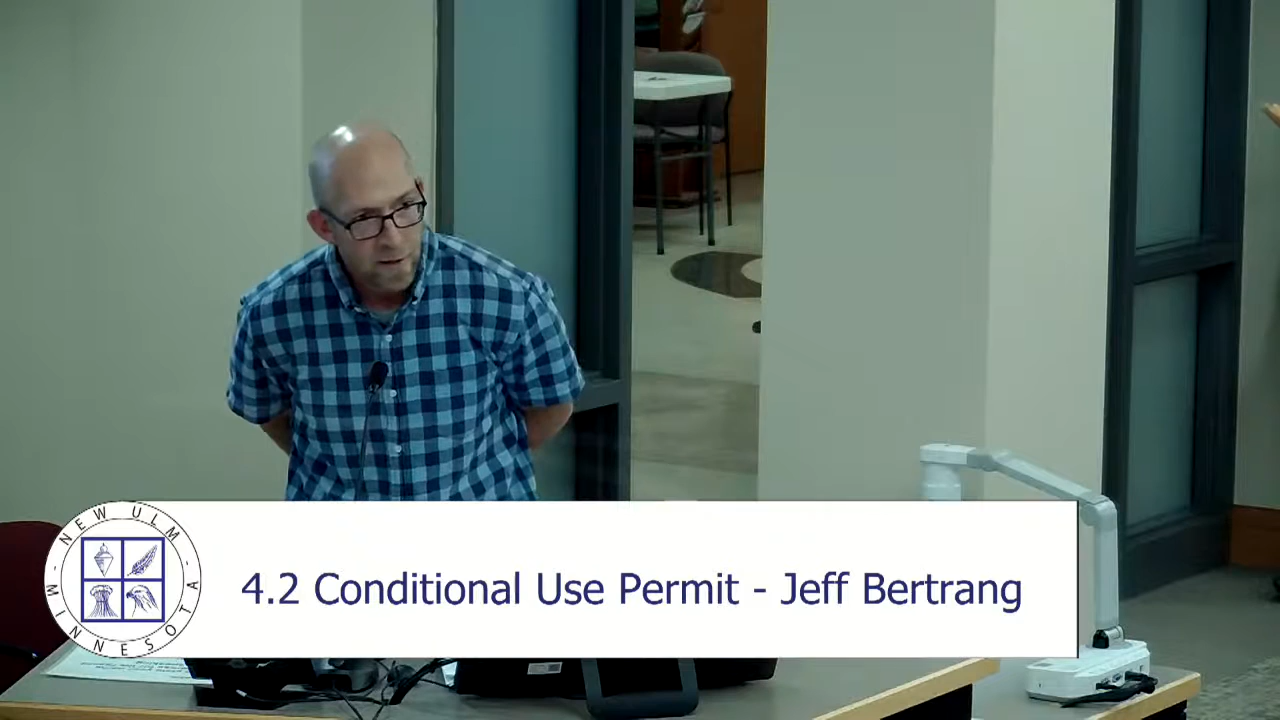 NEW ULM
MINNESOTA
4.2 Conditional Use Permit - Jeff Bertrang